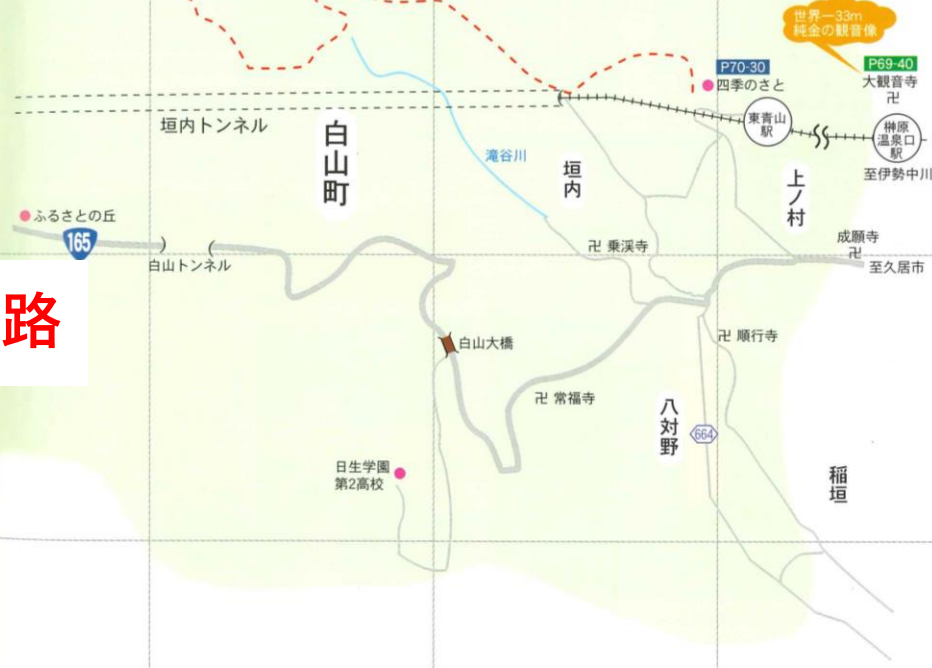 世界一33m
純金の観音像
P70-30
四季のさと
P69-40
大観音寺
卍
垣内トンネル
白山町
東青山
駅
榊原
温泉口
駅
滝谷川
垣内
上ノ村
至伊勢中川
ふるさとの丘
165
白山トンネル
卍 乗渓寺
成願寺
卍
至久居市
路
白山大橋
卍 順行寺
卍 常福寺
八対野
664
日生学園
第2高校
稲垣